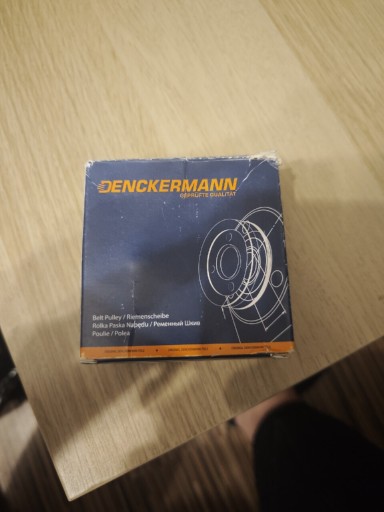 DENCKERMANN
GEPRÜFTE QUALITÄT
Belt Pulley / Riemenscheibe
Rolka Paska Napędu / Ременный Шкив
Poulie / Polea